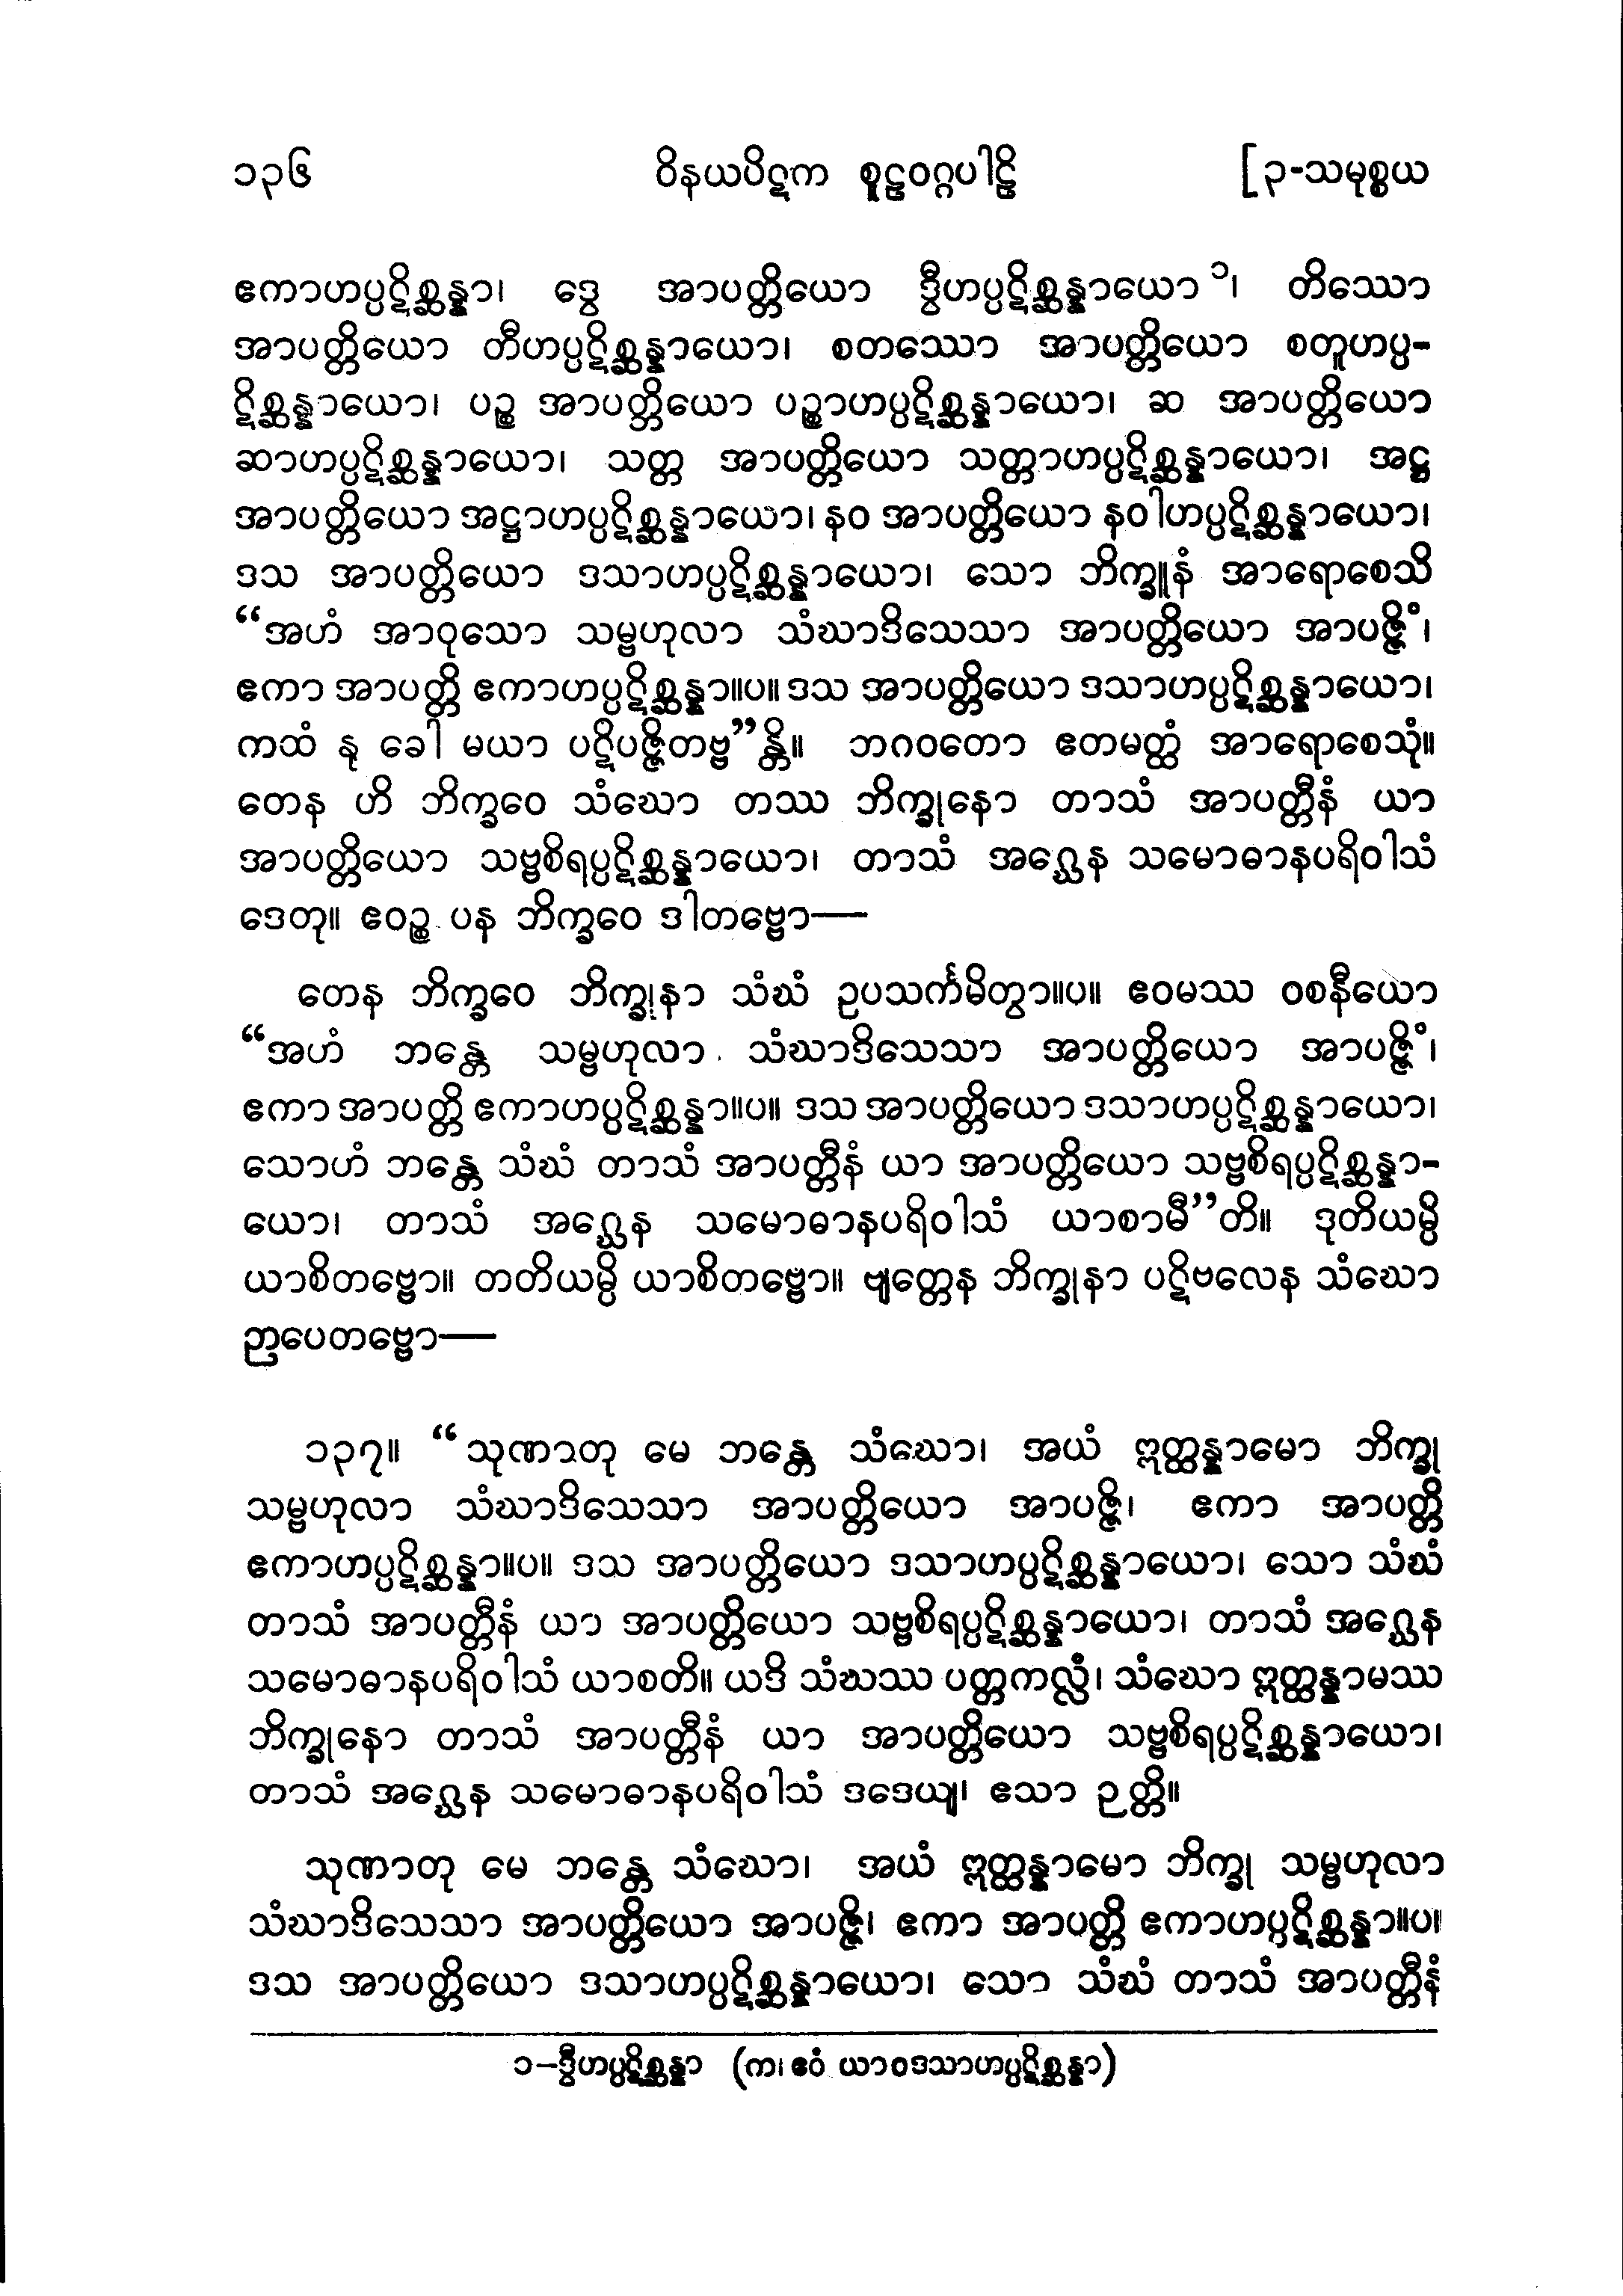 ၁၃၆ ဝိနယပိဋက စူဠဝဂ္ဂပါဠိ [၃-သမုစ္စယ
ဧကာဟပ္ပဋိစ္ဆန္နာ၊ ဒွေ အာပတ္တိယော ဒွီဟပ္ပဋိစ္ဆန္နာယော ၁၊ တိဿော
အာပတ္တိယော တီဟပ္ပဋိစ္ဆန္နာယော၊ စတဿော အာပတ္တိယော စတူဟပ္ပ-
ဋိစ္ဆန္နာယော၊ ပဉ္စ အာပတ္တိယော ပဉ္စာဟပ္ပဋိစ္ဆန္နာယော၊ ဆ အာပတ္တိယော
ဆာဟပ္ပဋိစ္ဆန္နာယော၊ သတ္တ အာပတ္တိယော သတ္တာဟပ္ပဋိစ္ဆန္နာယော၊ အဋ္ဌ
အာပတ္တိယော အဋ္ဌာဟပ္ပဋိစ္ဆန္နာယော၊ နဝ အာပတ္တိယော နဝါဟပ္ပဋိစ္ဆန္နာယော၊
ဒသ အာပတ္တိယော ဒသာဟပ္ပဋိစ္ဆန္နာယော၊ သော ဘိက္ခူနံ အာရောစေသိ
“အဟံ အာဝုသော သမ္ဗဟုလာ သံဃာဒိသေသာ အာပတ္တိယော အာပဇ္ဇိံ၊
ဧကာ အာပတ္တိ ဧကာဟပ္ပဋိစ္ဆန္နာ။ပ။ ဒသ အာပတ္တိယော ဒသာဟပ္ပဋိစ္ဆန္နာယော၊
ကထံ နု ခေါ မယာ ပဋိပဇ္ဇိတဗ္ဗ”န္တိ။ ဘဂဝတော ဧတမတ္ထံ အာရောစေသုံ။
တေန ဟိ ဘိက္ခဝေ သံဃော တဿ ဘိက္ခုနော တာသံ အာပတ္တီနံ ယာ
အာပတ္တိယော သဗ္ဗစိရပ္ပဋိစ္ဆန္နာယော၊ တာသံ အဂ္ဃေန သမောဓာနပရိဝါသံ
ဒေတု။ ဧဝဉ္စ ပန ဘိက္ခဝေ ဒါတဗ္ဗော—
တေန ဘိက္ခဝေ ဘိက္ခုနာ သံဃံ ဥပသင်္ကမိတွာ။ပ။ ဧဝမဿ ဝစနီယော
“အဟံ ဘန္တေ သမ္ဗဟုလာ သံဃာဒိသေသာ အာပတ္တိယော အာပဇ္ဇိံ၊
ဧကာ အာပတ္တိ ဧကာဟပ္ပဋိစ္ဆန္နာ။ပ။ ဒသ အာပတ္တိယော ဒသာဟပ္ပဋိစ္ဆန္နာယော၊
သောဟံ ဘန္တေ သံဃံ တာသံ အာပတ္တီနံ ယာ အာပတ္တိယော သဗ္ဗစိရပ္ပဋိစ္ဆန္နာ-
ယော၊ တာသံ အဂ္ဃေန သမောဓာနပရိဝါသံ ယာစာမီ”တိ။ ဒုတိယမ္ပိ
ယာစိတဗ္ဗော။ တတိယမ္ပိ ယာစိတဗ္ဗော။ ဗျတ္တေန ဘိက္ခုနာ ပဋိဗလေန သံဃော
ဉာပေတဗ္ဗော—
၁၃၇။ “သုဏာတု မေ ဘန္တေ သံဃော၊ အယံ ဣတ္ထန္နာမော ဘိက္ခု
သမ္ဗဟုလာ သံဃာဒိသေသာ အာပတ္တိယော အာပဇ္ဇိ၊ ဧကာ အာပတ္တိ
ဧကာဟပ္ပဋိစ္ဆန္နာ။ပ။ ဒသ အာပတ္တိယော ဒသာဟပ္ပဋိစ္ဆန္နာယော၊ သော သံဃံ
တာသံ အာပတ္တီနံ ယာ အာပတ္တိယော သဗ္ဗစိရပ္ပဋိစ္ဆန္နာယော၊ တာသံ အဂ္ဃေန
သမောဓာနပရိဝါသံ ယာစတိ။ ယဒိ သံဃဿ ပတ္တကလ္လံ၊ သံဃော ဣတ္ထန္နာမဿ
ဘိက္ခုနော တာသံ အာပတ္တီနံ ယာ အာပတ္တိယော သဗ္ဗစိရပ္ပဋိစ္ဆန္နာယော၊
တာသံ အဂ္ဃေန သမောဓာနပရိဝါသံ ဒဒေယျ၊ ဧသာ ဉတ္တိ။
သုဏာတု မေ ဘန္တေ သံဃော၊ အယံ ဣတ္ထန္နာမော ဘိက္ခု သမ္ဗဟုလာ
သံဃာဒိသေသာ အာပတ္တိယော အာပဇ္ဇိ၊ ဧကာ အာပတ္တိ ဧကာဟပ္ပဋိစ္ဆန္နာ။ပ။
ဒသ အာပတ္တိယော ဒသာဟပ္ပဋိစ္ဆန္နာယော၊ သော သံဃံ တာသံ အာပတ္တီနံ
၁–ဒွီဟပ္ပဋိစ္ဆန္နာ (က၊ ဧဝံ ယာဝဒသာဟပ္ပဋိစ္ဆန္နာ)